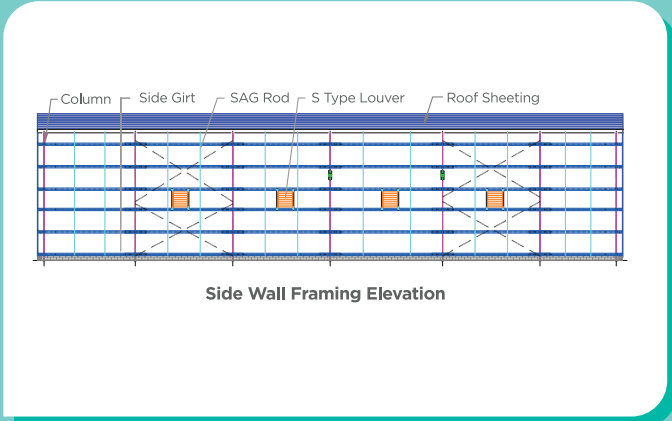 Column
Side Girt
SAG Rod
S Type Louver
Roof Sheeting
Side Wall Framing Elevation